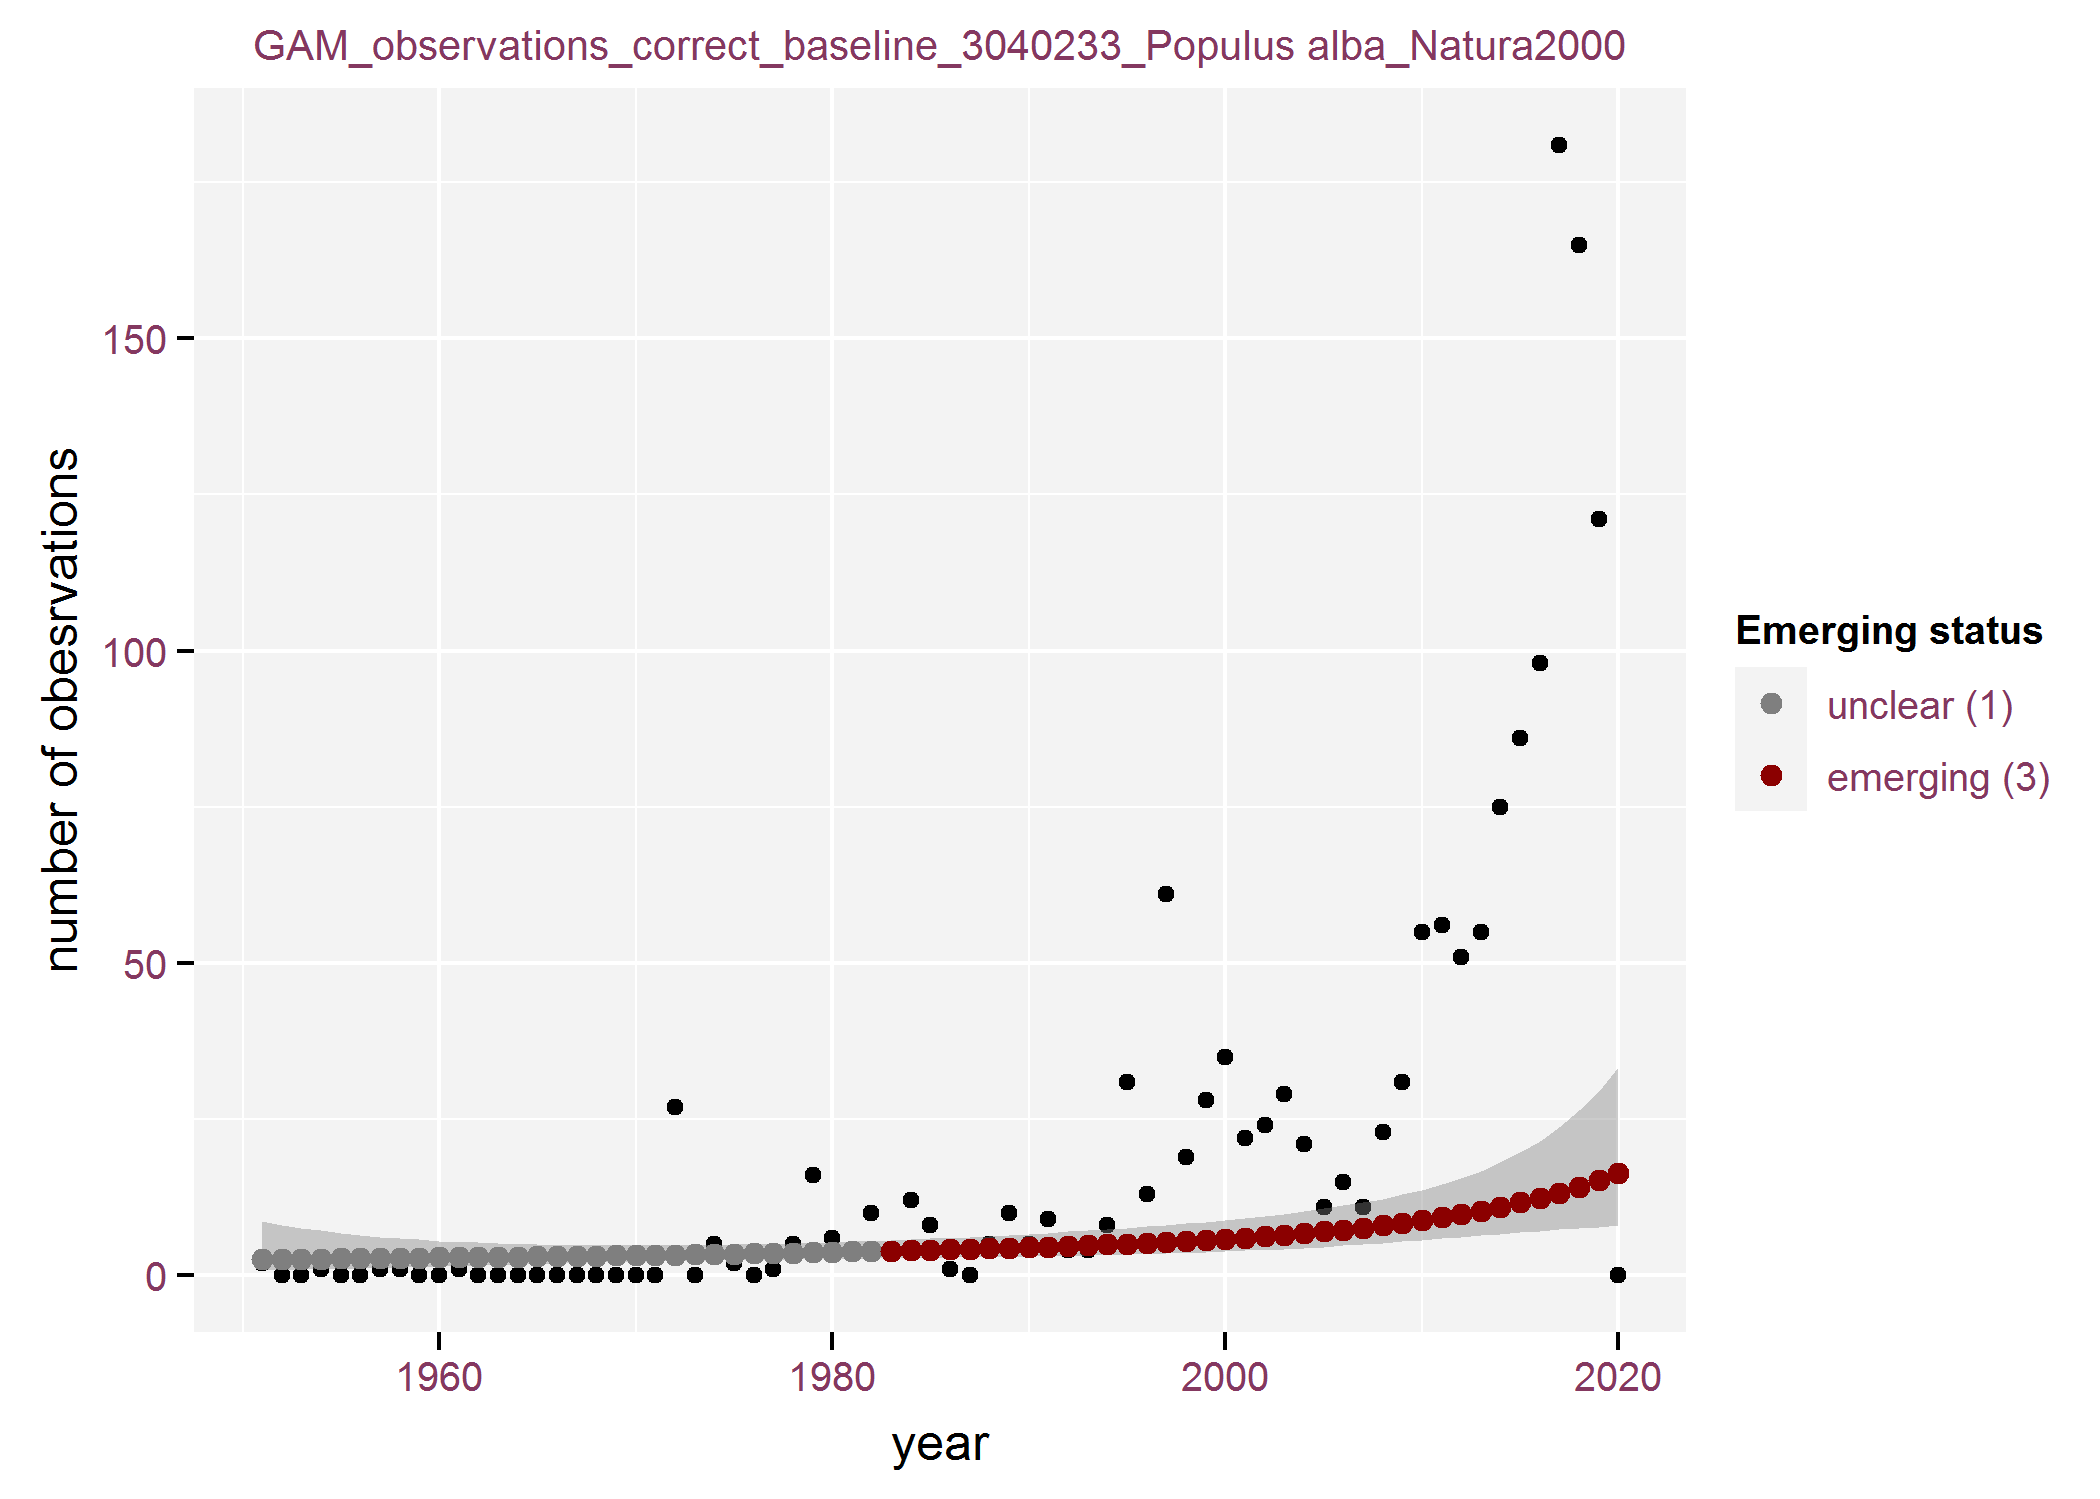 GAM_observations_correct_baseline_3040233_Populus alba_Natura2000
number of obesrvations
150
100
50
0
1960
1980
2000
2020
year
Emerging status
unclear (1)
emerging (3)